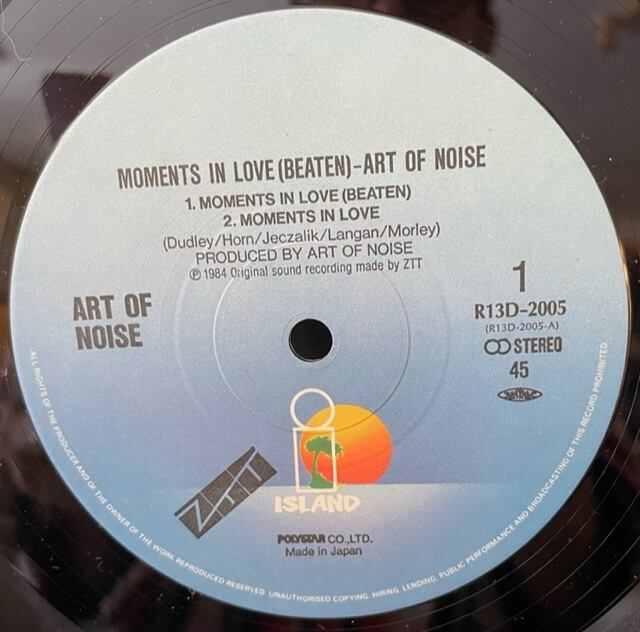 MOMENTS IN LOVE (BEATEN)–ART OF NOISE
1. MOMENTS IN LOVE (BEATEN)
2. MOMENTS IN LOVE
(Dudley/Horn/Jeczalik/Langan/Morley)
PRODUCED BY ART OF NOISE
℗ 1984 Original sound recording made by ZTT
ART OF
NOISE
1
R13D–2005
(R13D-2005-A)
STEREO
45
ZTT
ISLAND
POLYSTAR CO., LTD.
Made in Japan
ALL RIGHTS OF THE PRODUCER AND OF THE OWNER OF THE WORK REPRODUCED RESERVED. UNAUTHORISED COPYING, HIRING, LENDING, PUBLIC PERFORMANCE AND BROADCASTING OF THIS RECORD PROHIBITED